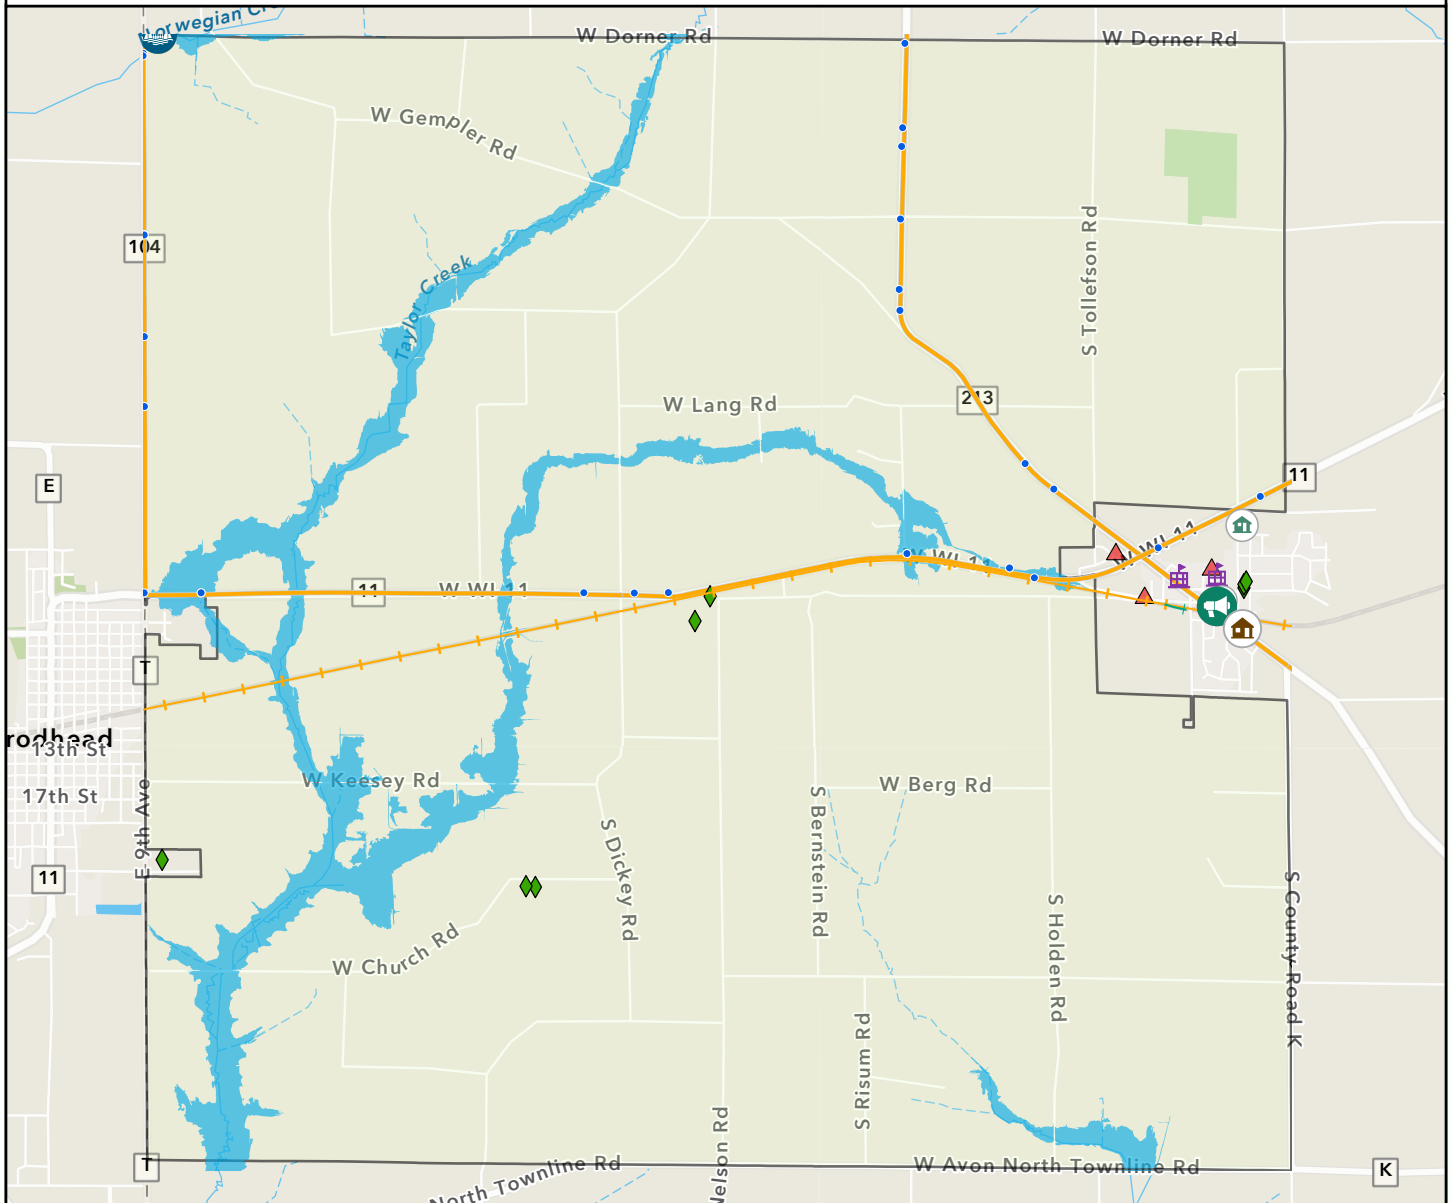 Norwegian Cr
W Dorner Rd
W Dorner Rd
W Gempler Rd
104
Taylor Creek
S Tollefson Rd
W Lang Rd
213
E
11
W WI-11
W WI-11
11
W WI-11
T
rodhead
13th St
17th St
W Keesey Rd
W Berg Rd
E 9th Ave
S Dickey Rd
S Bernstein Rd
11
S County Road K
S Holden Rd
W Church Rd
S Risum Rd
Nelson Rd
T
North Townline Rd
W Avon North Townline Rd
K